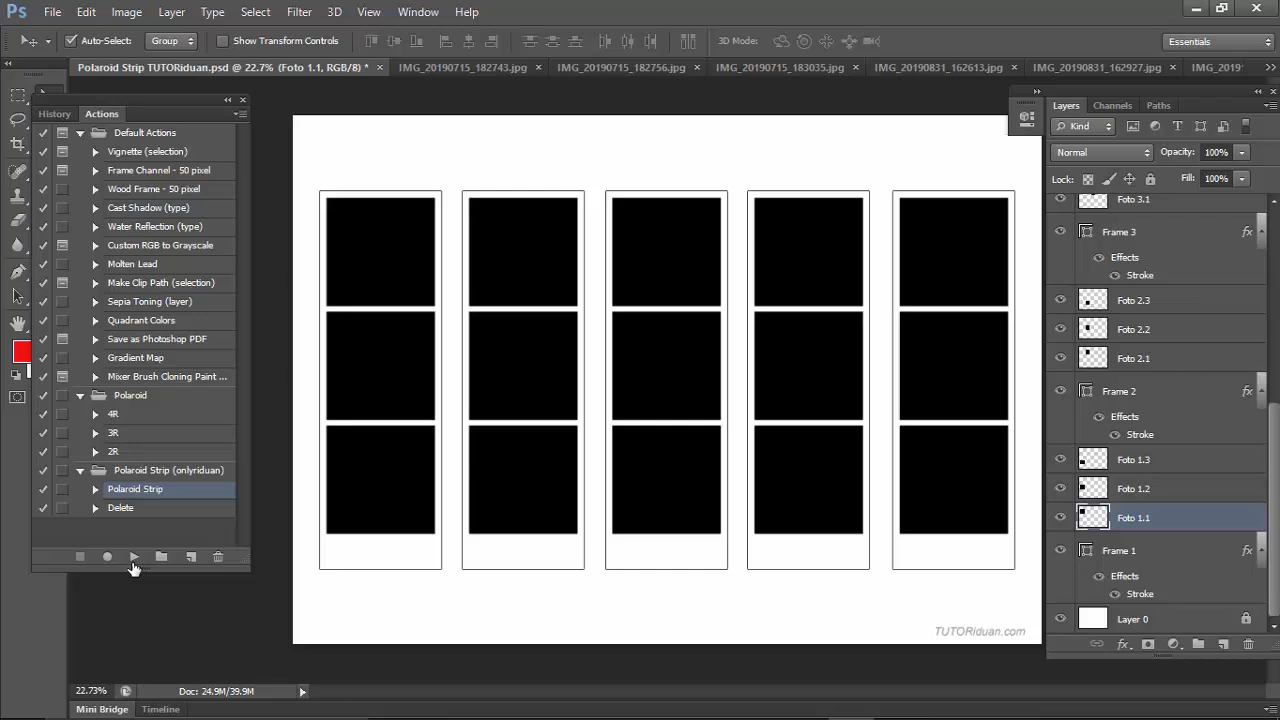 Ps File Edit Image Layer Type Select Filter 3D View Window Help
Auto-Select: Group Show Transform Controls 3D Mode: Essentials
Polaroid Strip TUTORiduan.psd @ 22.7% (Foto 1.1, RGB/8) * × IMG_20190715_182743.jpg × IMG_20190715_182756.jpg × IMG_20190715_183035.jpg × IMG_20190831_162613.jpg × IMG_20190831_162927.jpg × IMG_2019
History Actions
Default Actions
Vignette (selection)
Frame Channel - 50 pixel
Wood Frame - 50 pixel
Cast Shadow (type)
Water Reflection (type)
Custom RGB to Grayscale
Molten Lead
Make Clip Path (selection)
Sepia Toning (layer)
Quadrant Colors
Save as Photoshop PDF
Gradient Map
Mixer Brush Cloning Paint ...
Polaroid
4R
3R
2R
Polaroid Strip (onlyriduan)
Polaroid Strip
Delete
TUTORiduan.com
Layers Channels Paths
Kind
Normal Opacity: 100%
Lock: Fill: 100%
Foto 3.1
Frame 3 fx
Effects
Stroke
Foto 2.3
Foto 2.2
Foto 2.1
Frame 2 fx
Effects
Stroke
Foto 1.3
Foto 1.2
Foto 1.1
Frame 1 fx
Effects
Stroke
Layer 0
fx
22.73% Doc: 24.9M/39.9M
Mini Bridge Timeline